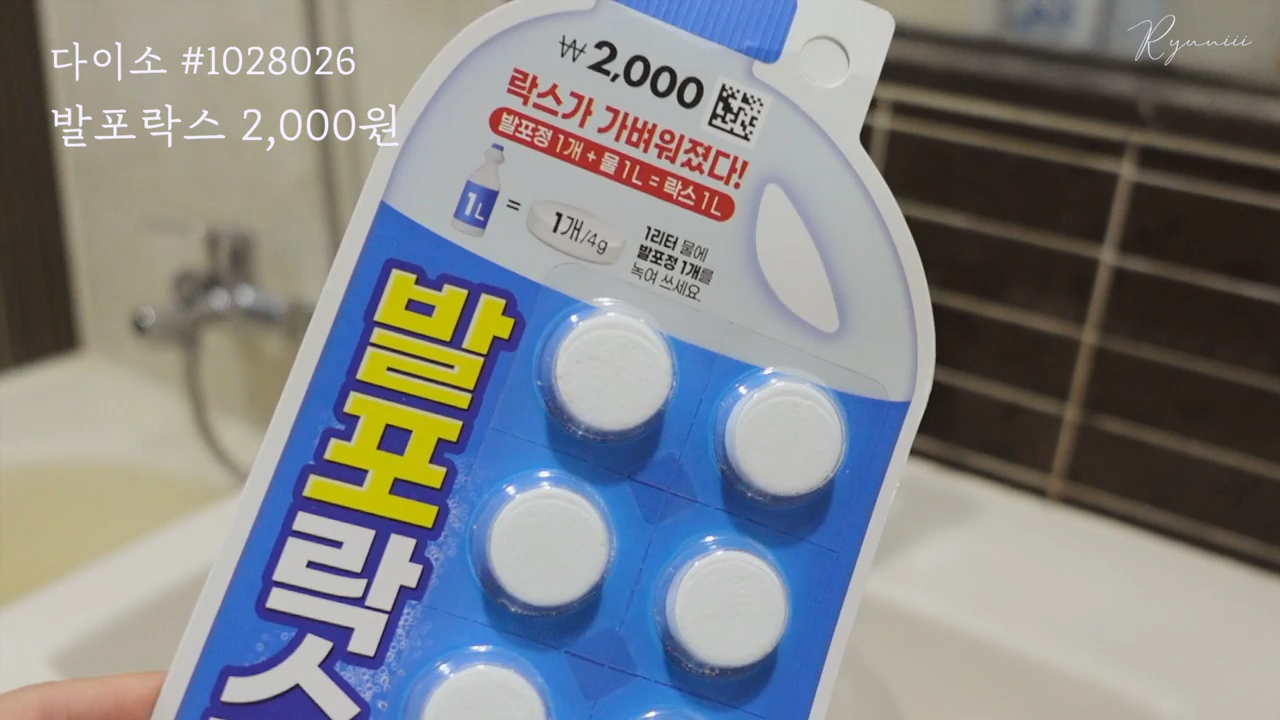 다이소 #1028026
발포락스 2,000원
Ryuniii
₩2,000
락스가 가벼워졌다!
발포정 1개 + 물 1L = 락스 1L
1L = 1개/4g
1리터 물에
발포정 1개를
녹여 쓰세요.
발포락스